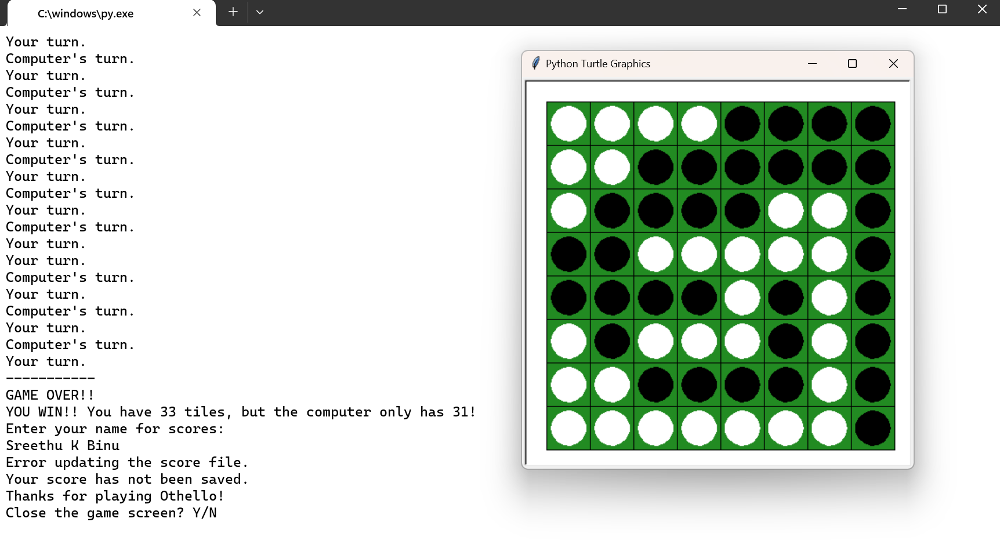 C:\windows\py.exe
Your turn.
Computer's turn.
Your turn.
Computer's turn.
Your turn.
Computer's turn.
Your turn.
Computer's turn.
Your turn.
Computer's turn.
Your turn.
Computer's turn.
Your turn.
Your turn.
Computer's turn.
Your turn.
Computer's turn.
Your turn.
Computer's turn.
Your turn.
-----------
GAME OVER!!
YOU WIN!! You have 33 tiles, but the computer only has 31!
Enter your name for scores:
Sreethu K Binu
Error updating the score file.
Your score has not been saved.
Thanks for playing Othello!
Close the game screen? Y/N
Python Turtle Graphics